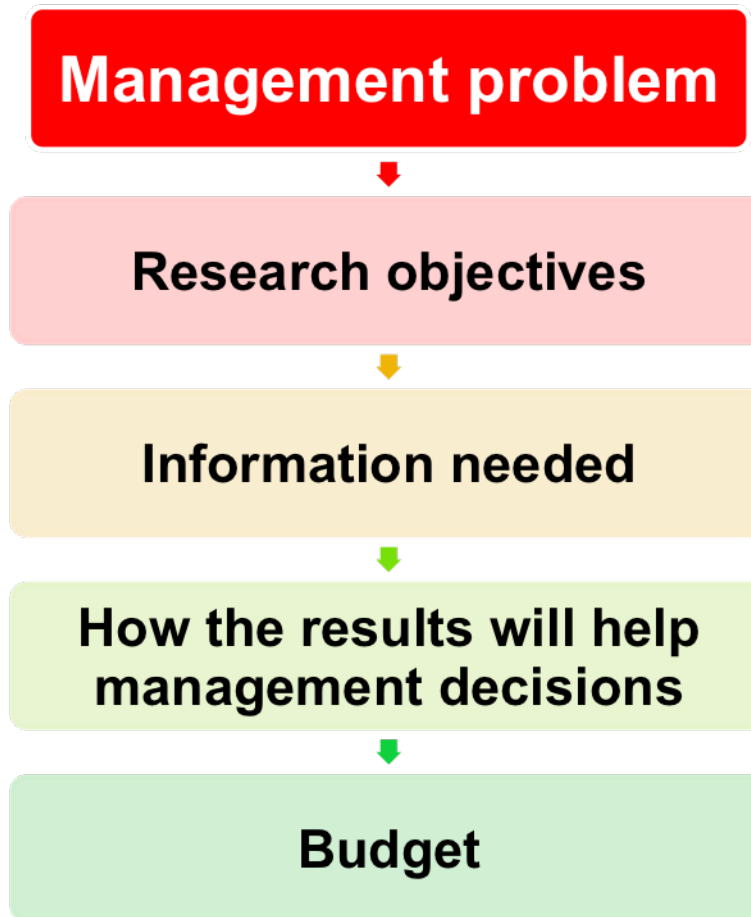 Management problem
Research objectives
Information needed
How the results will help
management decisions
Budget